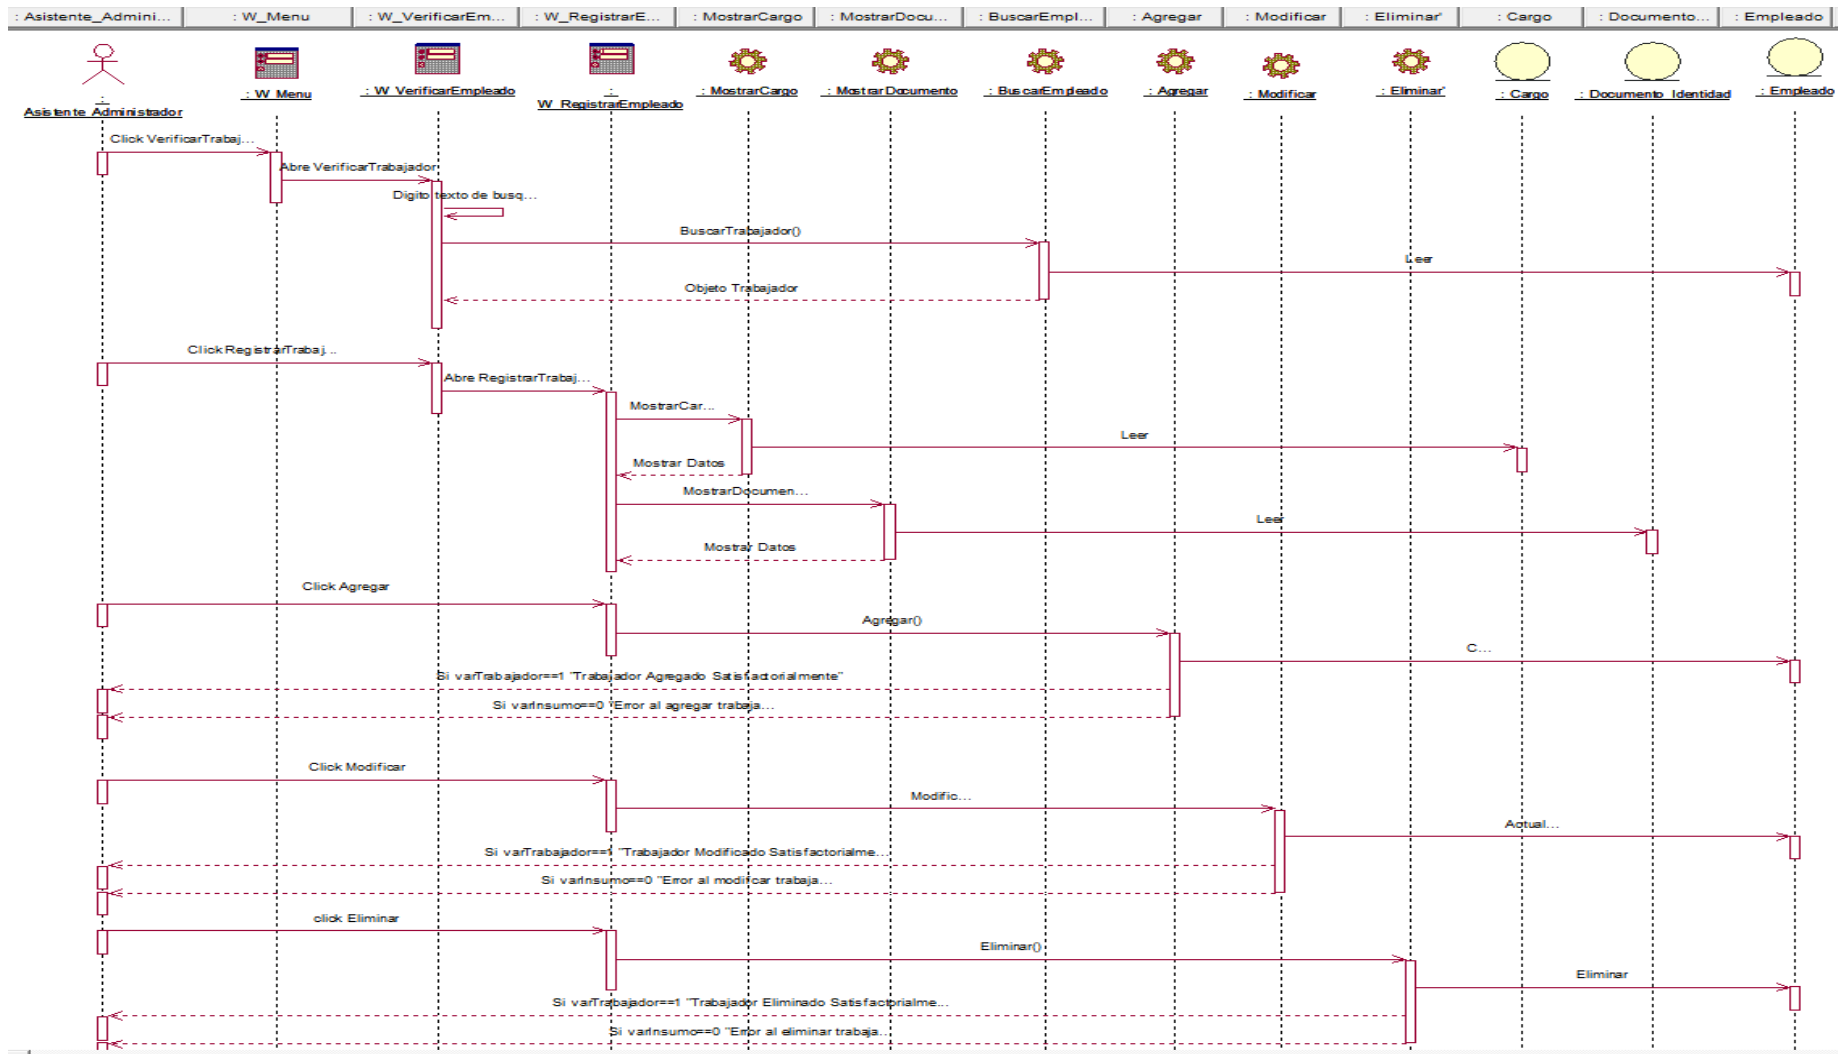 : Asistente_Admini...
: W_Menu
: W_VerificarEm...
: W_RegistrarE...
: MostrarCargo
: MostrarDocu...
: BuscarEmpl...
: Agregar
: Modificar
: Eliminar'
: Cargo
: Documento...
: Empleado
:
Asistente_Administrador
: W_Menu
: W_VerificarEmpleado
:
W_RegistrarEmpleado
: MostrarCargo
: MostrarDocumento
: BuscarEmpleado
: Agregar
: Modificar
: Eliminar'
: Cargo
: Documento_Identidad
: Empleado
Click VerificarTrabaj...
Abre VerificarTrabajador
Digito texto de busq...
BuscarTrabajador()
Leer
Objeto Trabajador
Click RegistrarTrabaj...
Abre RegistrarTrabaj...
MostrarCar...
Leer
Mostrar Datos
MostrarDocumen...
Leer
Mostrar Datos
Click Agregar
Agregar()
C...
Si varTrabajador==1 "Trabajador Agregado Satisfactorialmente"
Si varInsumo==0 "Error al agregar trabaja...
Click Modificar
Modific...
Actual...
Si varTrabajador==1 "Trabajador Modificado Satisfactorialme...
Si varInsumo==0 "Error al modificar trabaja...
click Eliminar
Eliminar()
Eliminar
Si varTrabajador==1 "Trabajador Eliminado Satisfactorialme...
Si varInsumo==0 "Error al eliminar trabaja...